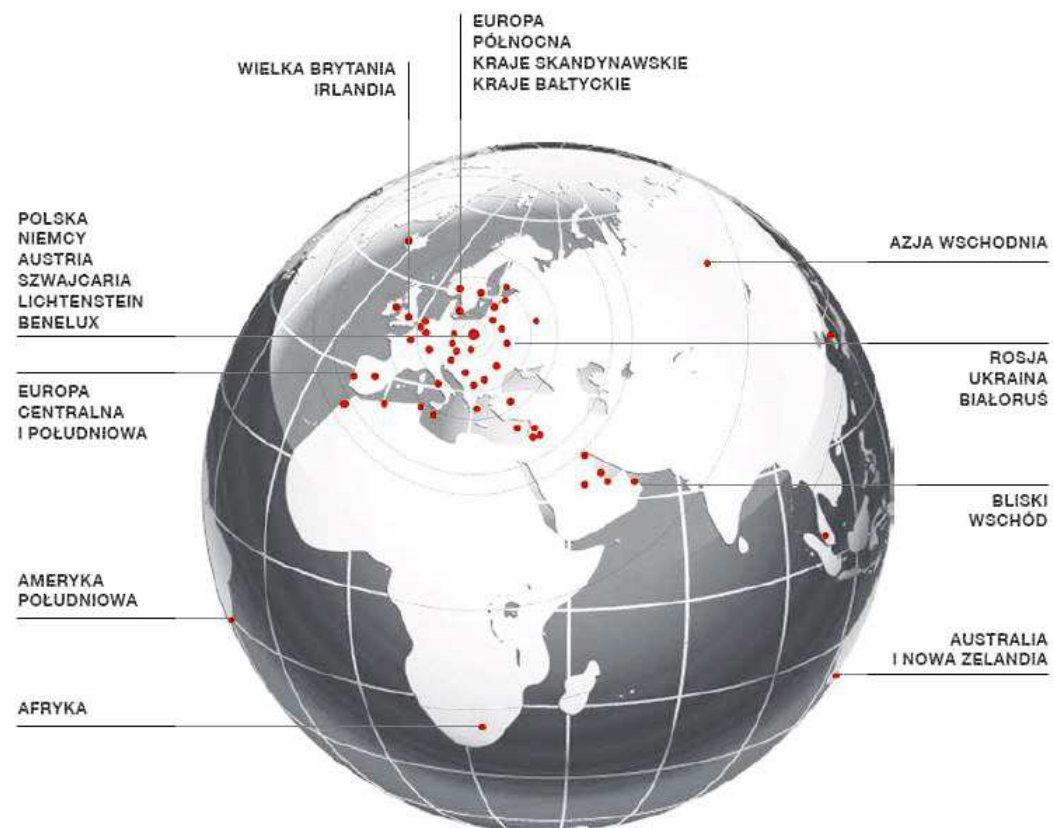 EUROPA
PÓŁNOCNA
KRAJE SKANDYNAWSKIE
KRAJE BAŁTYCKIE
WIELKA BRYTANIA
IRLANDIA
POLSKA
NIEMCY
AUSTRIA
SZWAJCARIA
LICHTENSTEIN
BENELUX
AZJA WSCHODNIA
ROSJA
UKRAINA
BIAŁORUŚ
EUROPA
CENTRALNA
I POŁUDNIOWA
BLISKI
WSCHÓD
AMERYKA
POŁUDNIOWA
AUSTRALIA
I NOWA ZELANDIA
AFRYKA